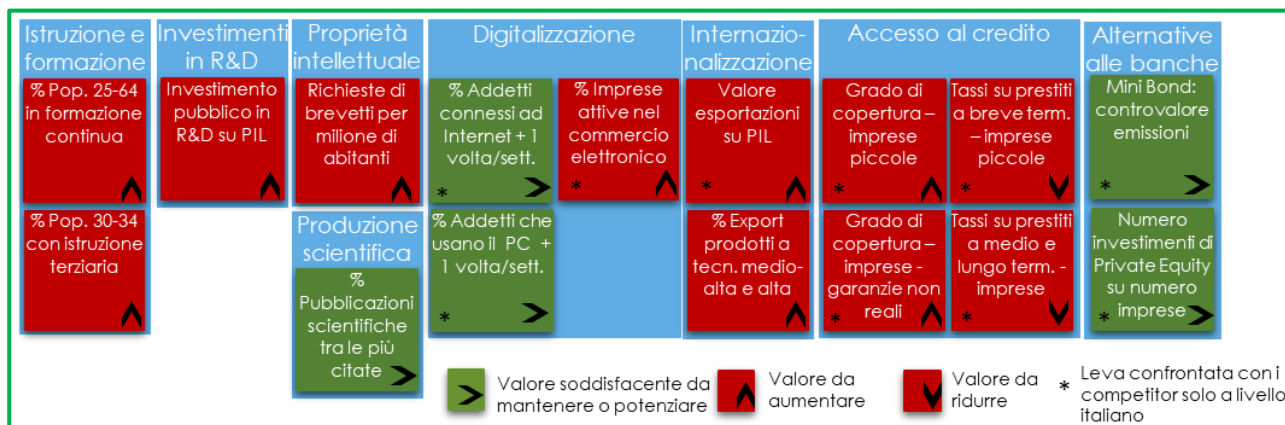 Istruzione e
formazione
% Pop. 25-64
in formazione
continua
% Pop. 30-34
con istruzione
terziaria
Investimenti
in R&D
Investimento
pubblico in
R&D su PIL
Proprietà
intellettuale
Richieste di
brevetti per
milione di
abitanti
Produzione
scientifica
%
Pubblicazioni
scientifiche
tra le più
citate
Digitalizzazione
% Addetti
connessi ad
Internet + 1
volta/sett.
*
% Addetti che
usano il PC +
1 volta/sett.
*
% Imprese
attive nel
commercio
elettronico
*
Internazio-
nalizzazione
Valore
esportazioni
su PIL
*
% Export
prodotti a
tecn. medio-
alta e alta
*
Accesso al credito
Grado di
copertura –
imprese
piccole
*
Grado di
copertura –
imprese -
garanzie non
reali
*
Tassi su prestiti
a breve term.
– imprese
piccole
*
Tassi su prestiti
a medio e
lungo term. -
imprese
*
Alternative
alle banche
Mini Bond:
controvalore
emissioni
*
Numero
investimenti di
Private Equity
su numero
imprese
*
Valore soddisfacente da
mantenere o potenziare
Valore da
aumentare
Valore da
ridurre
* Leva confrontata con i
competitor solo a livello
italiano